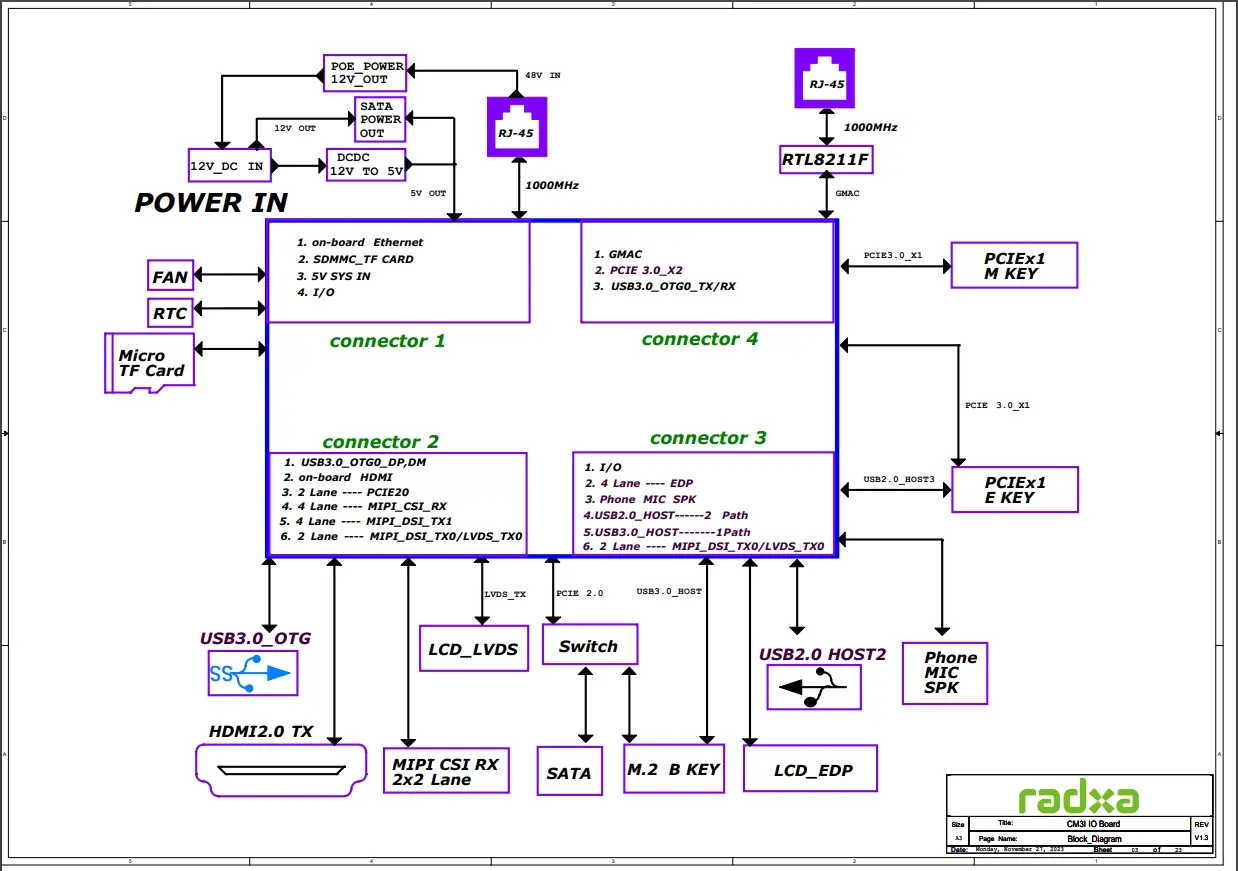 5
4
3
2
1
POE_POWER
12V_OUT
48V IN
SATA
POWER
OUT
12V OUT
RJ-45
RJ-45
1000MHz
RTL8211F
12V_DC IN
DCDC
12V TO 5V
5V OUT
1000MHz
GMAC
POWER IN
D
D
1. on-board Ethernet
2. SDMMC_TF CARD
3. 5V SYS IN
4. I/O
connector 1
1. GMAC
2. PCIE 3.0_X2
3. USB3.0_OTG0_TX/RX
connector 4
FAN
RTC
Micro
TF Card
PCIE3.0_X1
PCIEx1
M KEY
C
C
PCIE 3.0_X1
connector 2
1. USB3.0_OTG0_DP,DM
2. on-board HDMI
3. 2 Lane ---- PCIE20
4. 4 Lane ---- MIPI_CSI_RX
5. 4 Lane ---- MIPI_DSI_TX1
6. 2 Lane ---- MIPI_DSI_TX0/LVDS_TX0
connector 3
1. I/O
2. 4 Lane ---- EDP
3. Phone MIC SPK
4.USB2.0_HOST------2 Path
5.USB3.0_HOST-------1Path
6. 2 Lane ---- MIPI_DSI_TX0/LVDS_TX0
USB2.0_HOST3
PCIEx1
E KEY
B
B
LVDS_TX
PCIE 2.0
USB3.0_HOST
USB3.0_OTG
SS
LCD_LVDS
Switch
USB2.0 HOST2
Phone
MIC
SPK
HDMI2.0 TX
MIPI CSI RX
2x2 Lane
SATA
M.2 B KEY
LCD_EDP
A
A
radxa
Size
A3
Title:
CM3I IO Board
REV
V1.3
Page Name:
Block_Diagram
Date:
Monday, November 27, 2023
Sheet
03 of 23
5
4
3
2
1